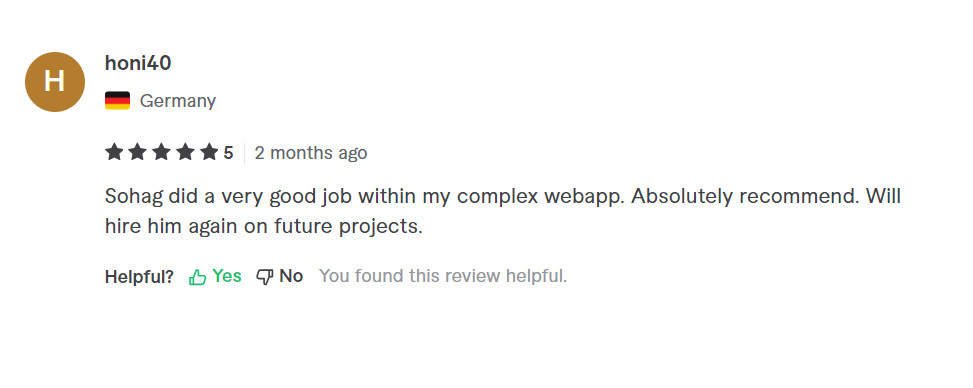 H
honi40
Germany
5 2 months ago
Sohag did a very good job within my complex webapp. Absolutely recommend. Will
hire him again on future projects.
Helpful? Yes No You found this review helpful.